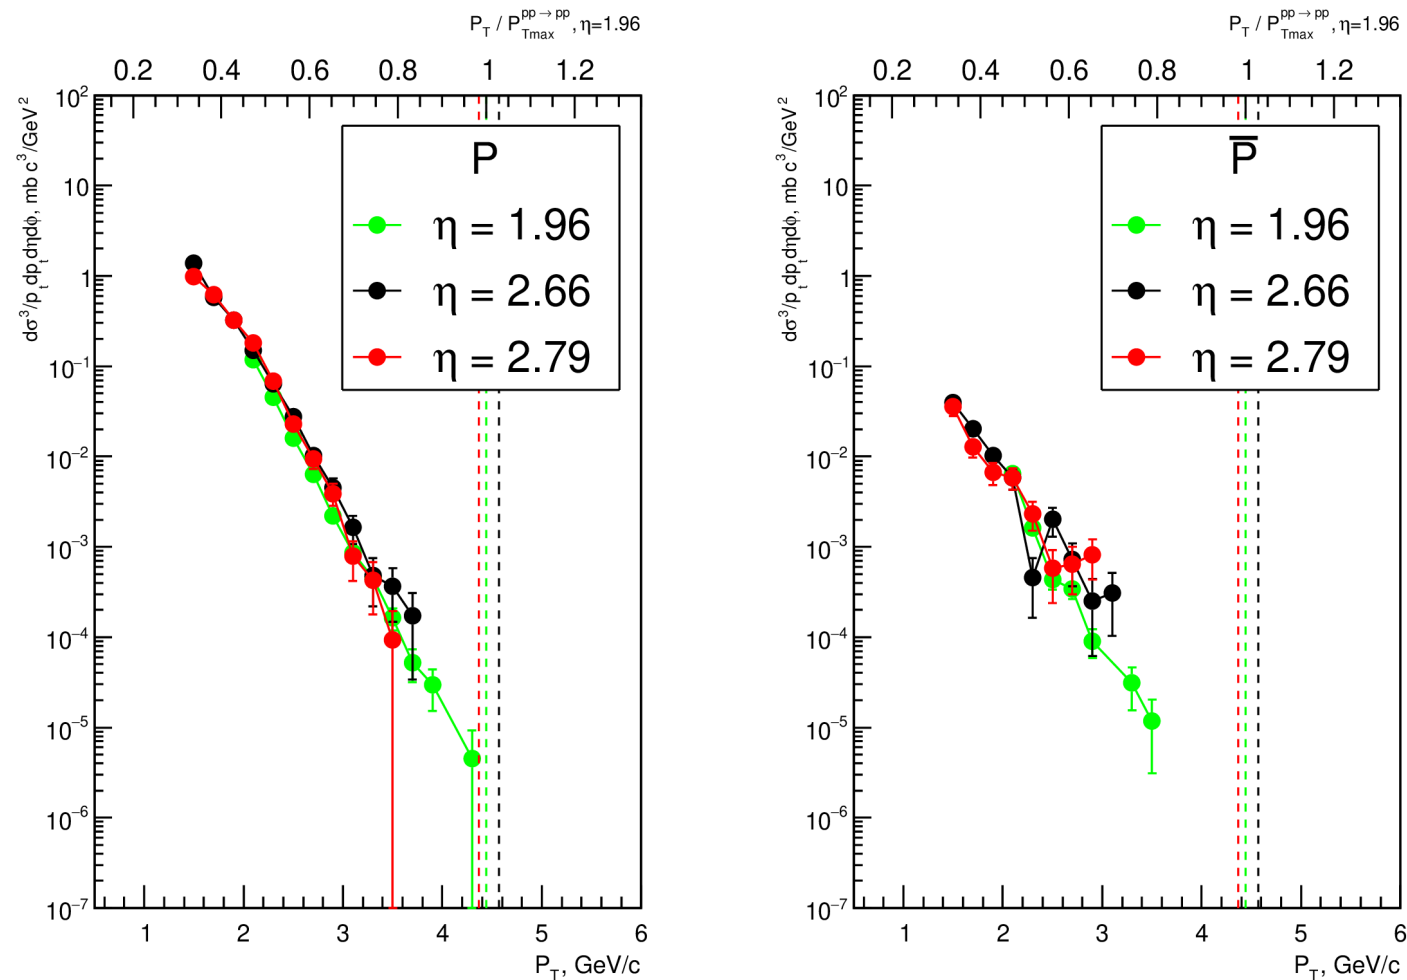 P_T / P_Tmax^{pp→pp}, η=1.96
0.2 0.4 0.6 0.8 1 1.2
dσ³/p_t dp_t dηdϕ, mb c³/GeV²
10²
10
1
10⁻¹
10⁻²
10⁻³
10⁻⁴
10⁻⁵
10⁻⁶
10⁻⁷
P
η = 1.96
η = 2.66
η = 2.79
1 2 3 4 5 6
P_T, GeV/c
P_T / P_Tmax^{pp→pp}, η=1.96
0.2 0.4 0.6 0.8 1 1.2
dσ³/p_t dp_t dηdϕ, mb c³/GeV²
10²
10
1
10⁻¹
10⁻²
10⁻³
10⁻⁴
10⁻⁵
10⁻⁶
10⁻⁷
P̅
η = 1.96
η = 2.66
η = 2.79
1 2 3 4 5 6
P_T, GeV/c